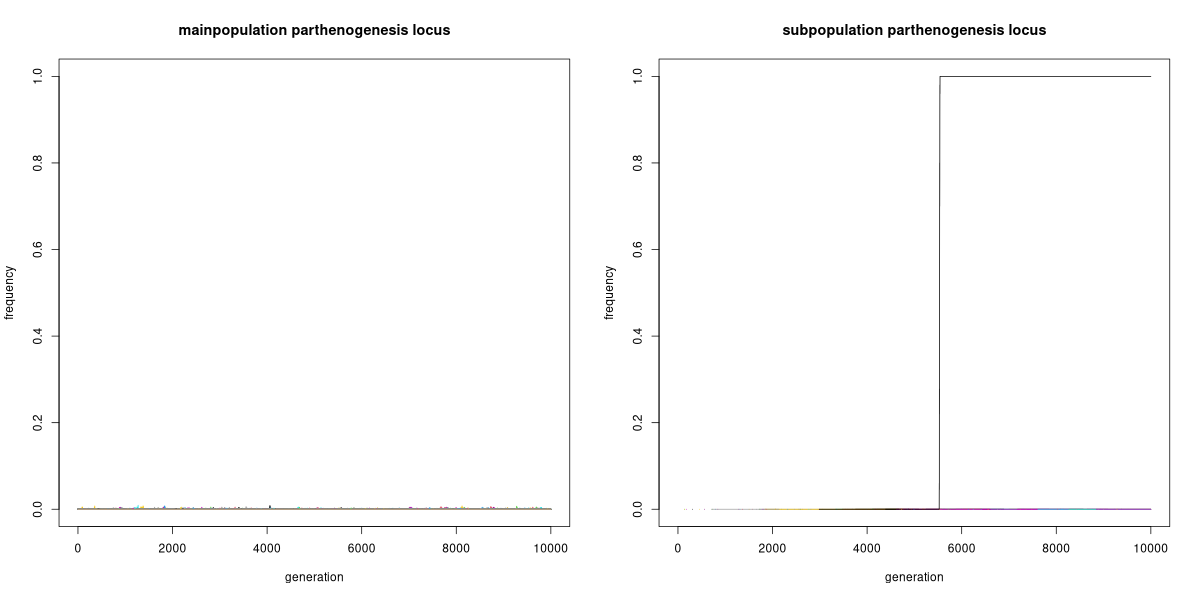 mainpopulation parthenogenesis locus
frequency
1.0
0.8
0.6
0.4
0.2
0.0
0 2000 4000 6000 8000 10000
generation
subpopulation parthenogenesis locus
frequency
1.0
0.8
0.6
0.4
0.2
0.0
0 2000 4000 6000 8000 10000
generation